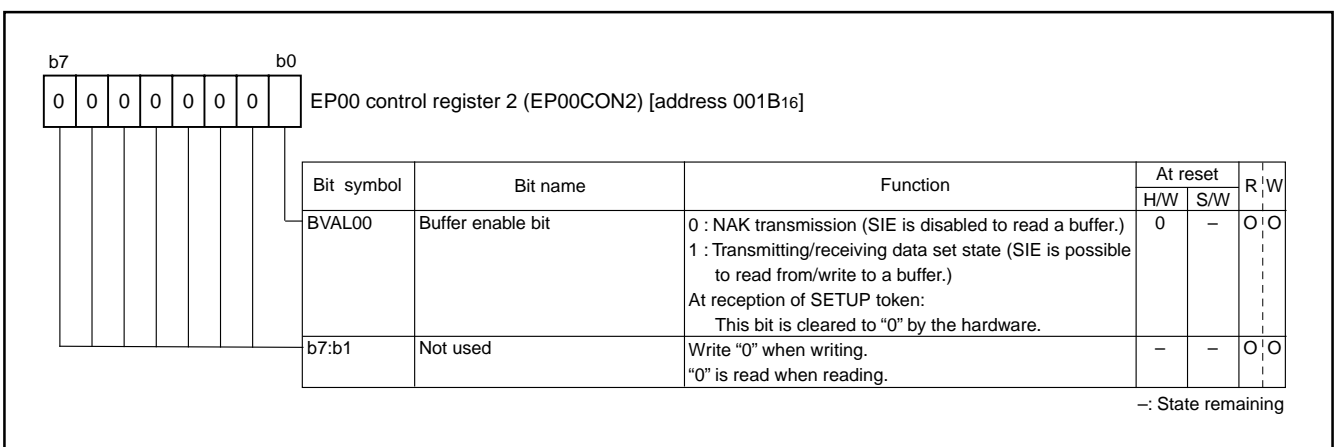 b7 b0
0 0 0 0 0 0 0
EP00 control register 2 (EP00CON2) [address 001B16]
Bit symbol Bit name Function At reset R W
H/W S/W
BVAL00 Buffer enable bit 0 : NAK transmission (SIE is disabled to read a buffer.) 0 – O O
1 : Transmitting/receiving data set state (SIE is possible
to read from/write to a buffer.)
At reception of SETUP token:
This bit is cleared to “0” by the hardware.
b7:b1 Not used Write “0” when writing. – – O O
“0” is read when reading.
–: State remaining